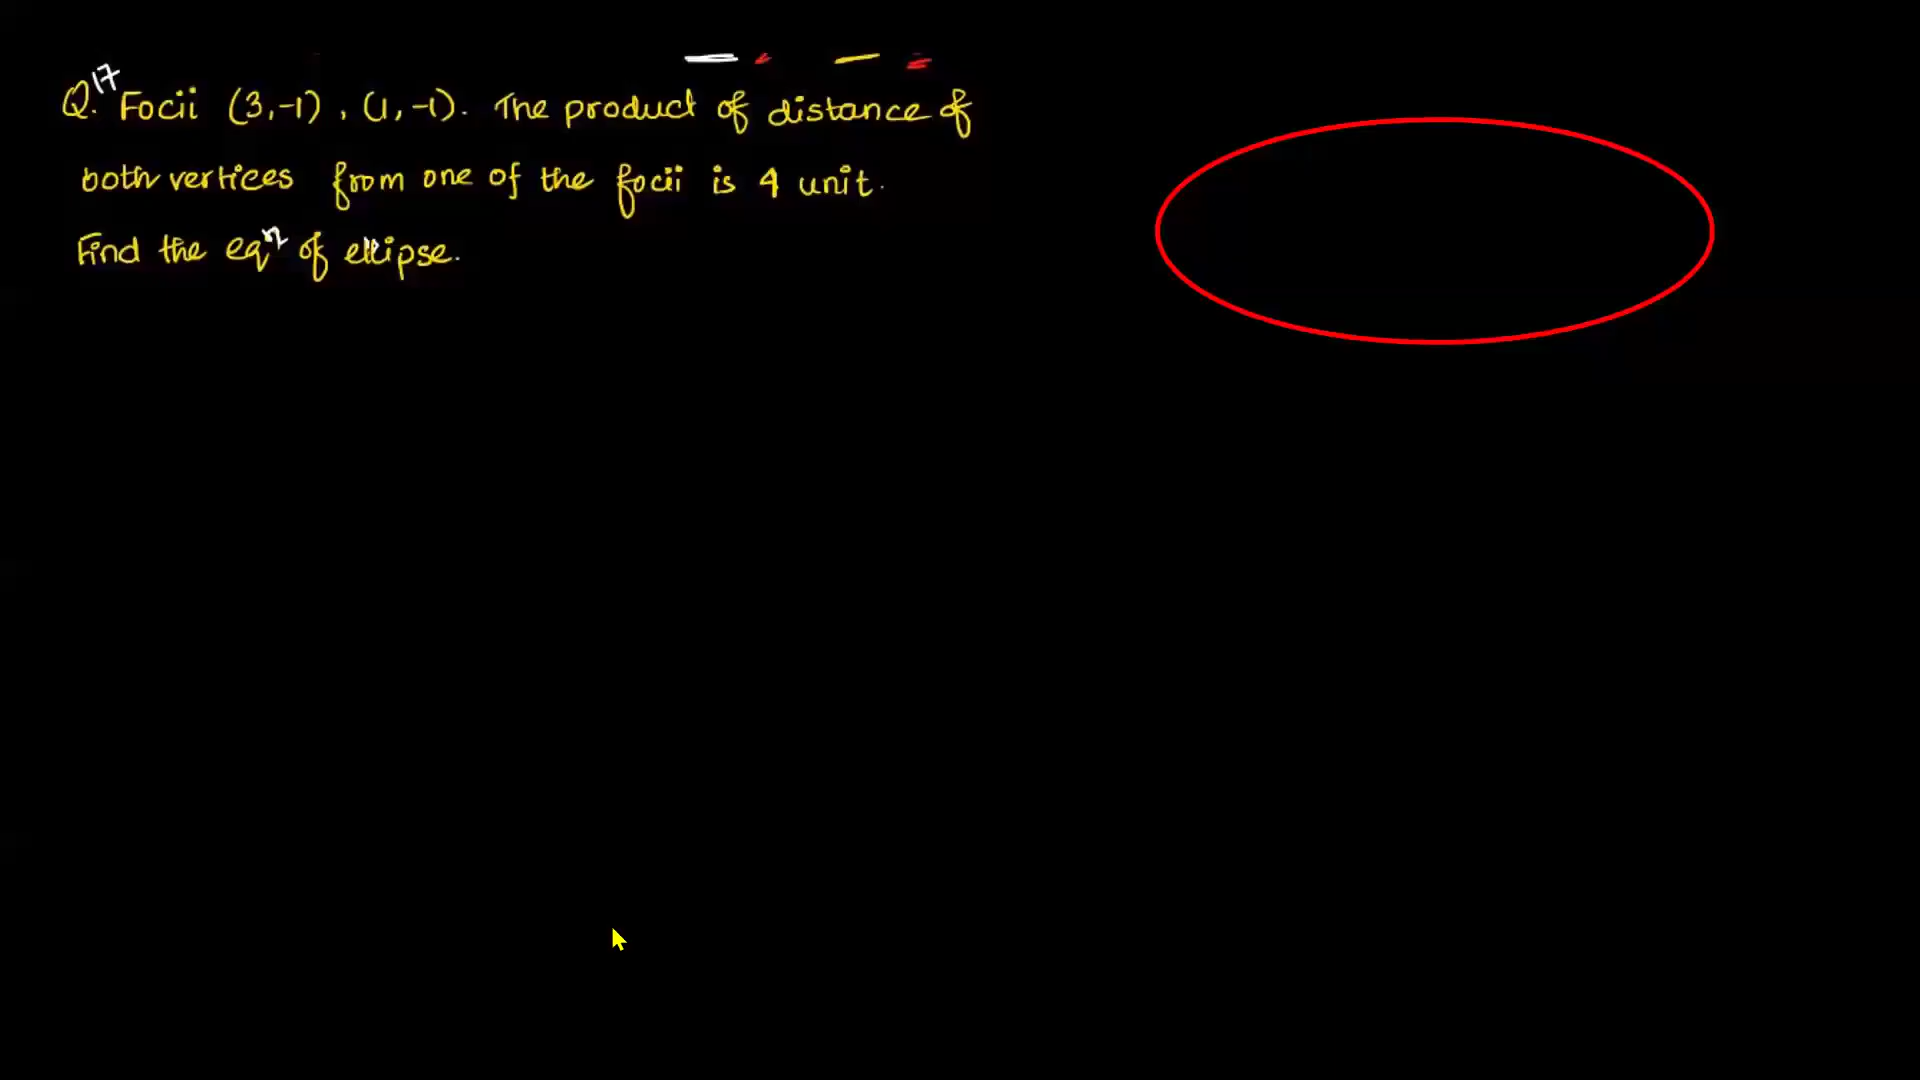 Q.17 Focii (3,-1), (1,-1). The product of distance of
both vertices from one of the focii is 4 unit.
Find the eqn of ellipse.